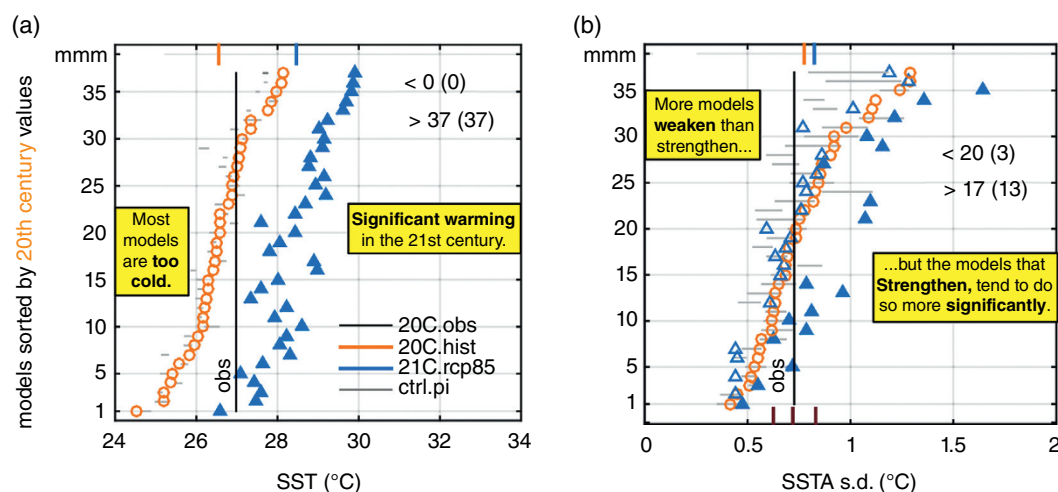 (a)
models sorted by 20th century values
mmm
35
30
25
20
15
10
5
1
< 0 (0)
> 37 (37)
Most
models
are too
cold.
Significant warming
in the 21st century.
obs
20C.obs
20C.hist
21C.rcp85
ctrl.pi
24 26 28 30 32 34
SST (°C)
(b)
mmm
35
30
25
20
15
10
5
1
More models
weaken than
strengthen...
< 20 (3)
> 17 (13)
...but the models that
Strengthen, tend to do
so more significantly.
obs
0 0.5 1 1.5 2
SSTA s.d. (°C)